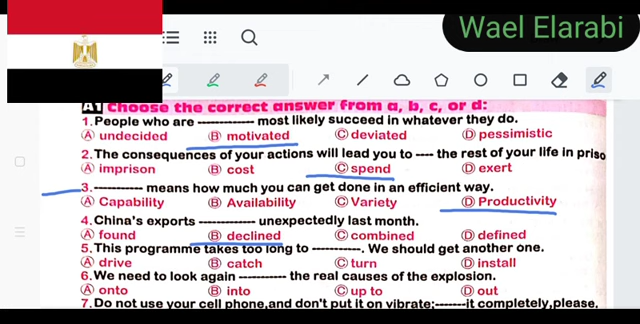 Wael Elarabi
A1 Choose the correct answer from a, b, c, or d:
1.People who are ------------ most likely succeed in whatever they do.
Ⓐ undecided Ⓑ motivated Ⓒ deviated Ⓓ pessimistic
2.The consequences of your actions will lead you to ---- the rest of your life in priso
Ⓐ imprison Ⓑ cost Ⓒ spend Ⓓ exert
3.----------- means how much you can get done in an efficient way.
Ⓐ Capability Ⓑ Availability Ⓒ Variety Ⓓ Productivity
4.China's exports ------------ unexpectedly last month.
Ⓐ found Ⓑ declined Ⓒ combined Ⓓ defined
5.This programme takes too long to -----------. We should get another one.
Ⓐ drive Ⓑ catch Ⓒ turn Ⓓ install
6.We need to look again ----------- the real causes of the explosion.
Ⓐ onto Ⓑ into Ⓒ up to Ⓓ out
7.Do not use your cell phone,and don't put it on vibrate;-------it completely,please.